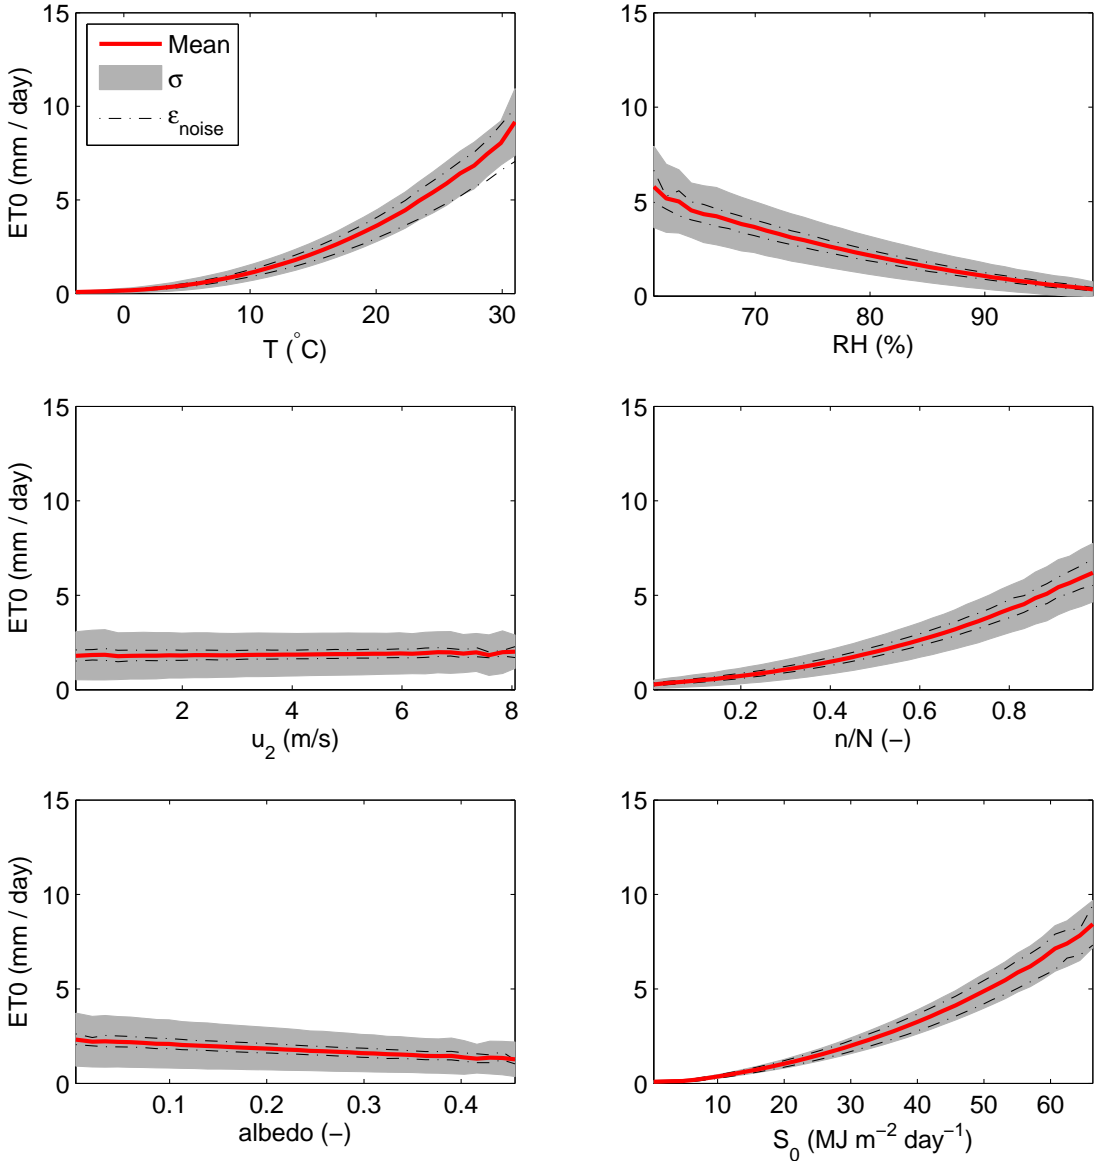 15
10
5
0
ET0 (mm / day)
Mean
σ
ε_noise
0 10 20 30
T (°C)
15
10
5
0
70 80 90
RH (%)
15
10
5
0
ET0 (mm / day)
2 4 6 8
u_2 (m/s)
15
10
5
0
0.2 0.4 0.6 0.8
n/N (−)
15
10
5
0
ET0 (mm / day)
0.1 0.2 0.3 0.4
albedo (−)
15
10
5
0
10 20 30 40 50 60
S_0 (MJ m⁻² day⁻¹)